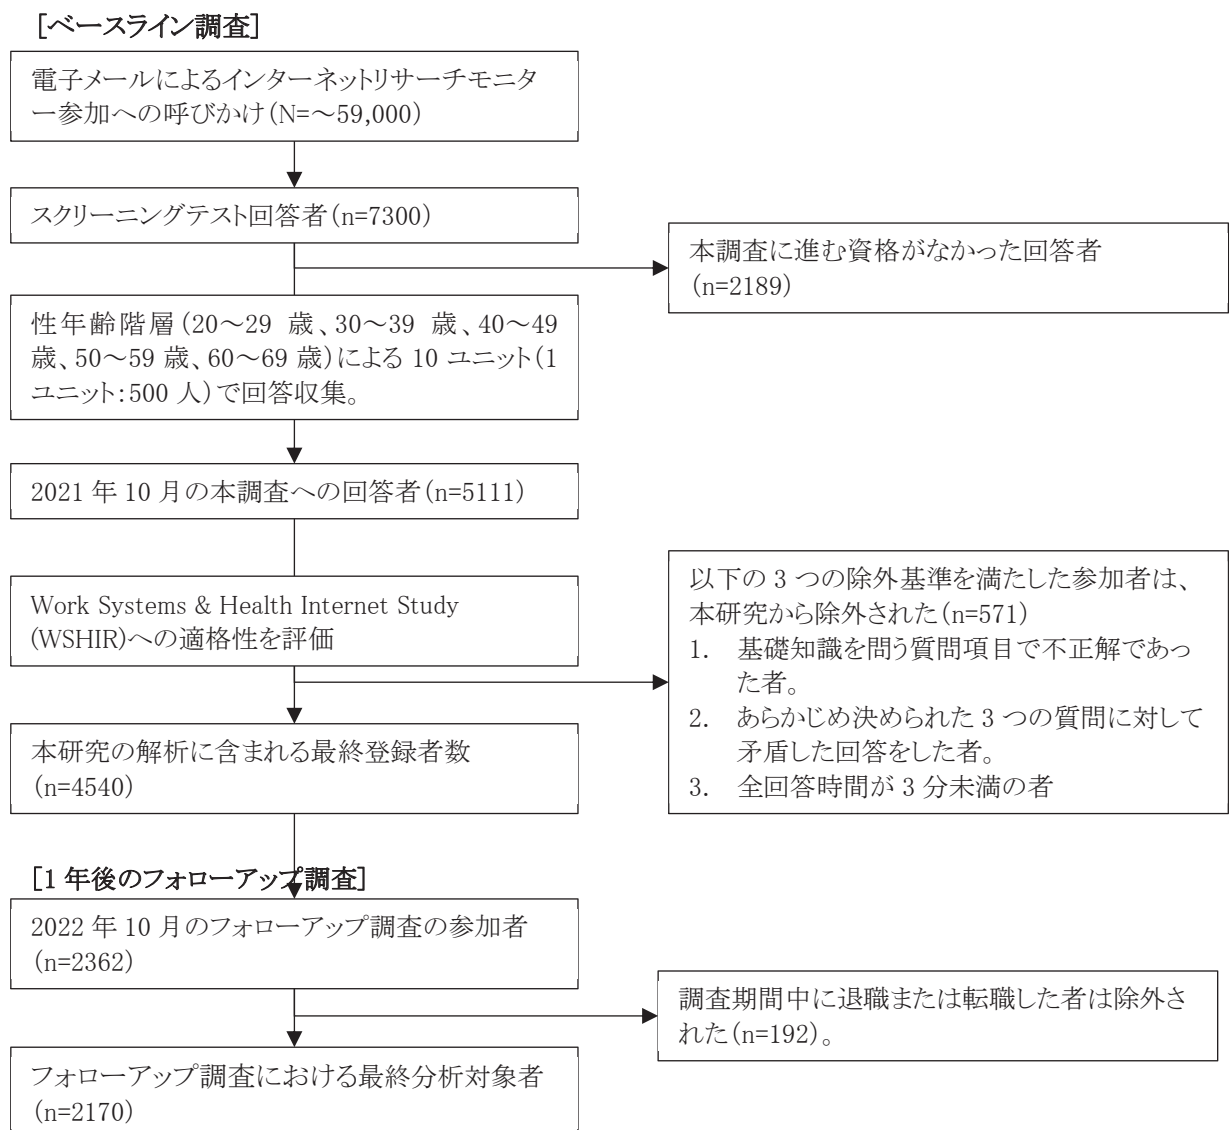 [ベースライン調査]
電子メールによるインターネットリサーチモニタ
ー参加への呼びかけ(N=~59,000)
スクリーニングテスト回答者(n=7300)
本調査に進む資格がなかった回答者
(n=2189)
性年齢階層(20~29 歳、30~39 歳、40~49
歳、50~59 歳、60~69 歳)による 10 ユニット(1
ユニット:500 人)で回答収集。
2021 年 10 月の本調査への回答者(n=5111)
Work Systems & Health Internet Study
(WSHIR)への適格性を評価
以下の 3 つの除外基準を満たした参加者は、
本研究から除外された(n=571)
1. 基礎知識を問う質問項目で不正解であっ
た者。
2. あらかじめ決められた 3 つの質問に対して
矛盾した回答をした者。
3. 全回答時間が 3 分未満の者
本研究の解析に含まれる最終登録者数
(n=4540)
[1 年後のフォローアップ調査]
2022 年 10 月のフォローアップ調査の参加者
(n=2362)
調査期間中に退職または転職した者は除外さ
れた(n=192)。
フォローアップ調査における最終分析対象者
(n=2170)